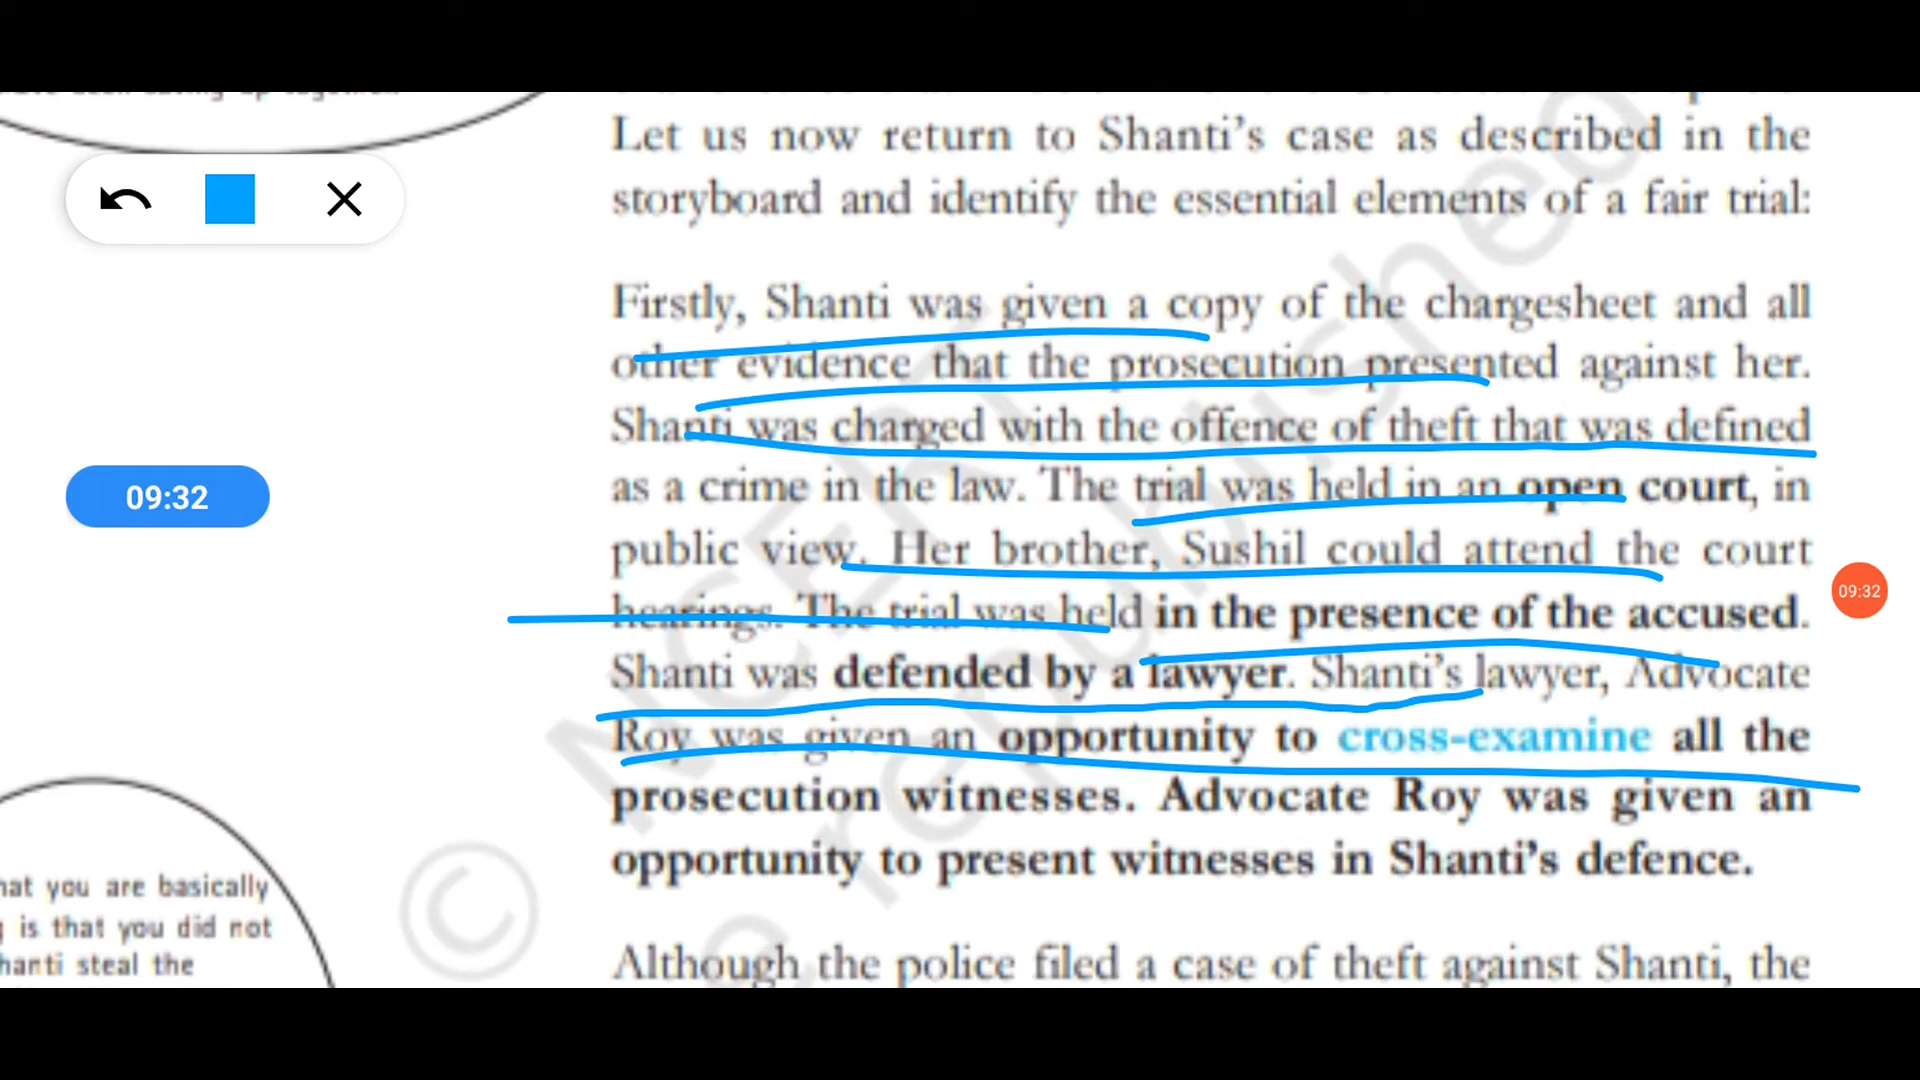 Let us now return to Shanti's case as described in the
storyboard and identify the essential elements of a fair trial:
Firstly, Shanti was given a copy of the chargesheet and all
other evidence that the prosecution presented against her.
Shanti was charged with the offence of theft that was defined
as a crime in the law. The trial was held in an open court, in
public view. Her brother, Sushil could attend the court
hearings. The trial was held in the presence of the accused.
Shanti was defended by a lawyer. Shanti's lawyer, Advocate
Roy was given an opportunity to cross-examine all the
prosecution witnesses. Advocate Roy was given an
opportunity to present witnesses in Shanti's defence.
Although the police filed a case of theft against Shanti, the
09:32
09:32
hat you are basically
is that you did not
hanti steal the
© NCERT
republished